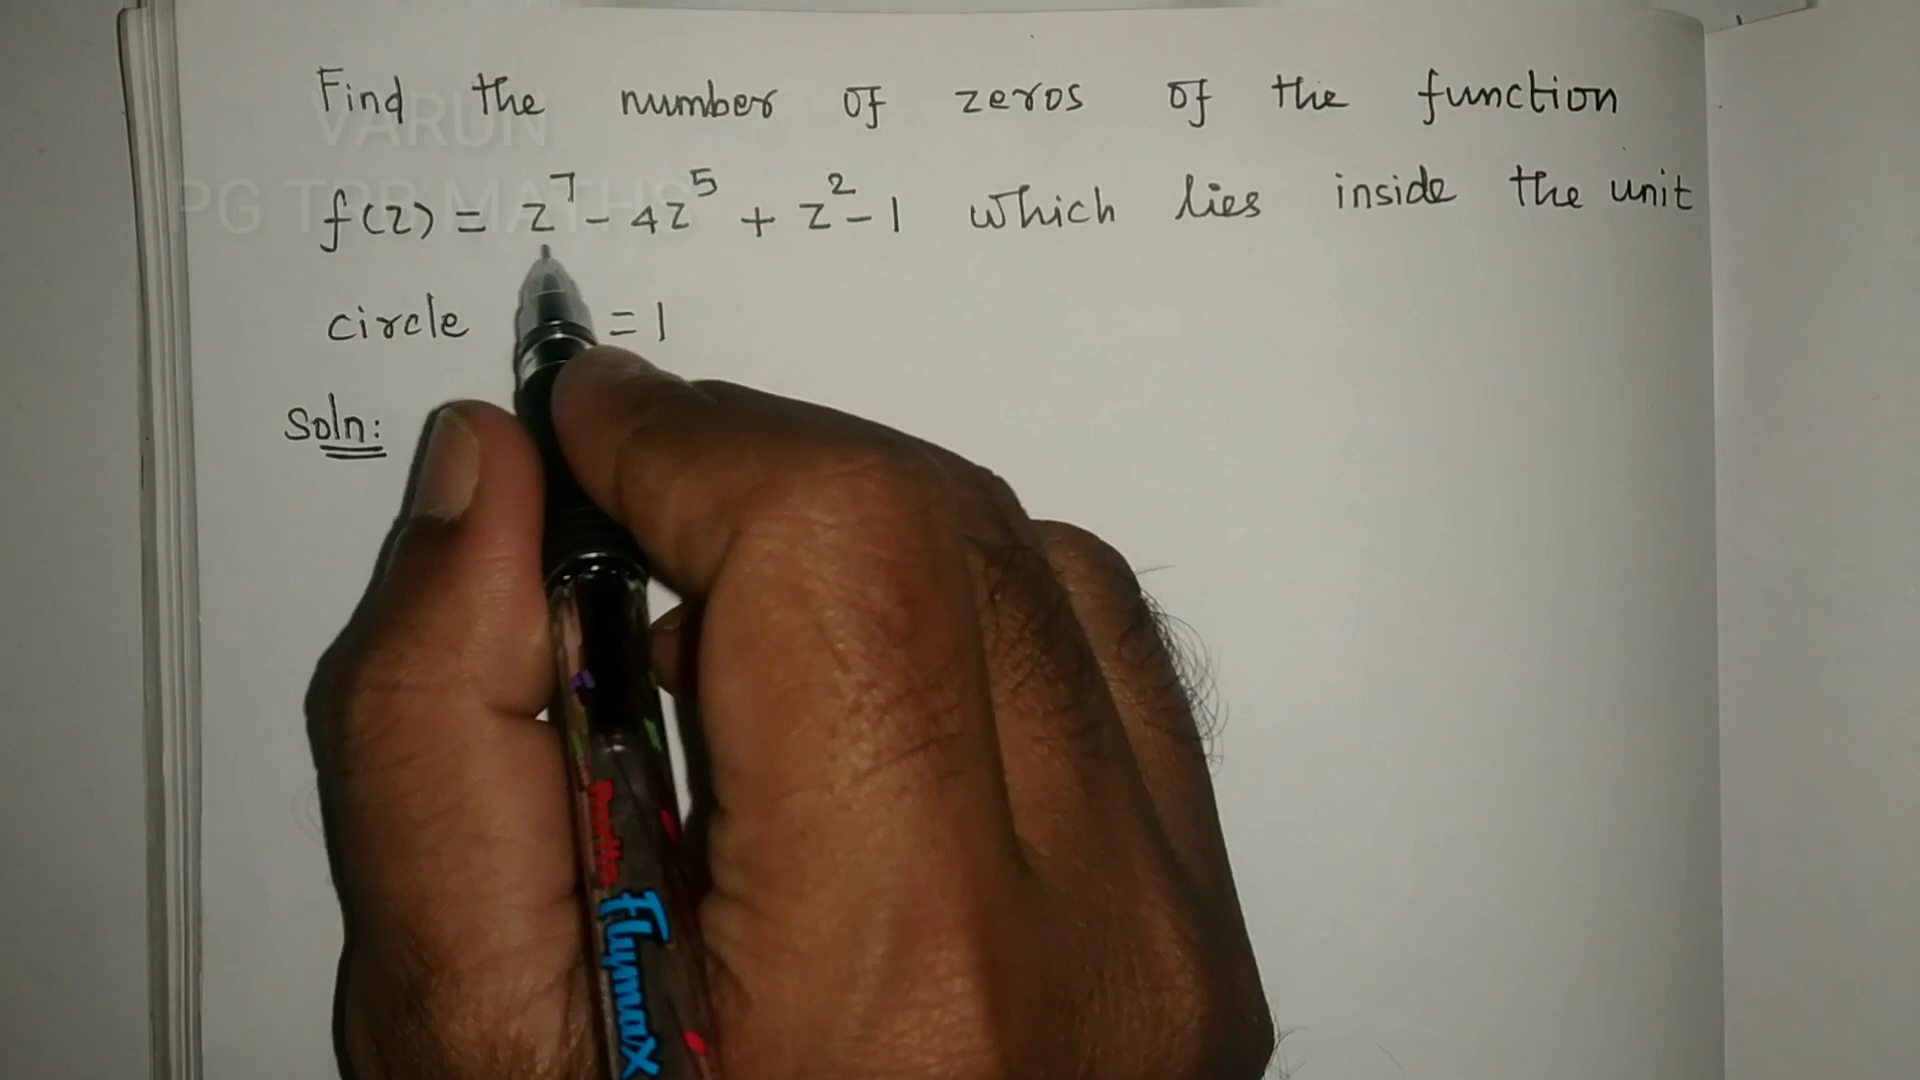 Find the number of zeros of the function
VARUN
PG TRB MATHS
f(z) = z⁷ - 4z⁵ + z² - 1 which lies inside the unit
circle = 1
Soln:
Flymax